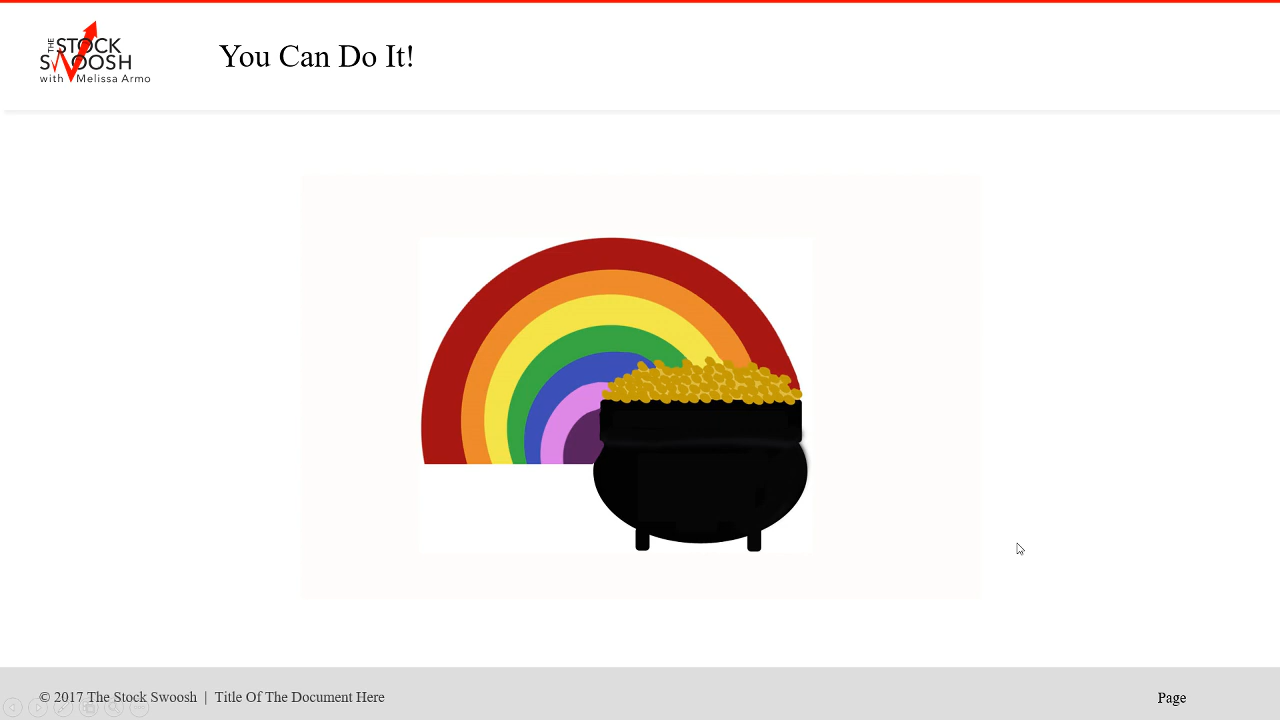 THE STOCK
SWOOSH
with Melissa Armo
You Can Do It!
© 2017 The Stock Swoosh | Title Of The Document Here
Page